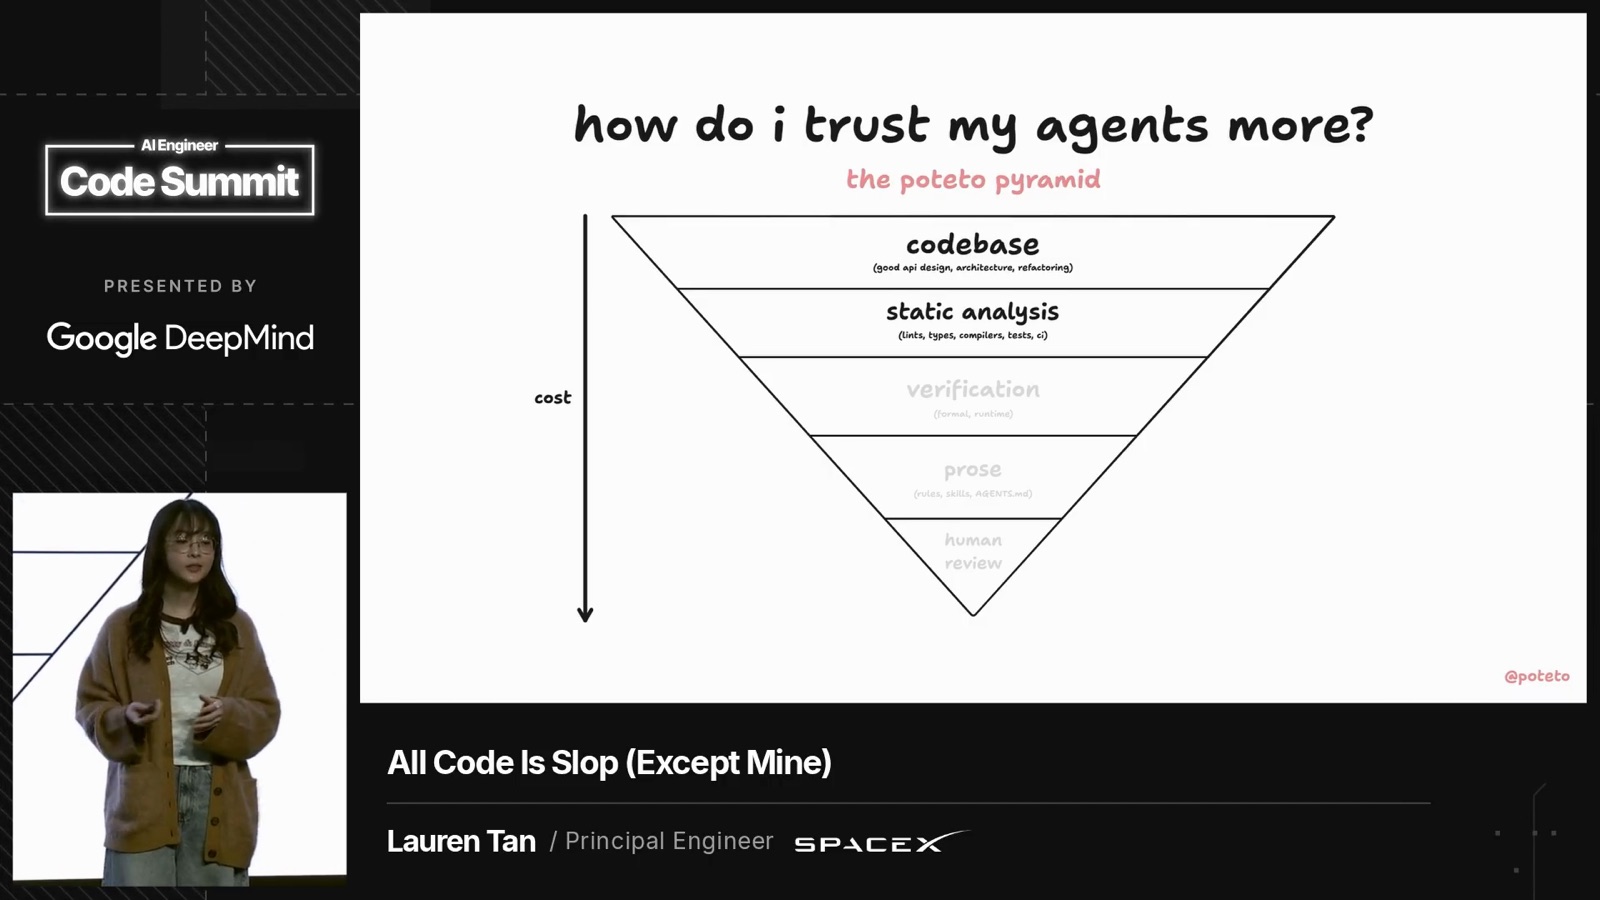 AI Engineer
Code Summit
PRESENTED BY
Google DeepMind
how do i trust my agents more?
the poteto pyramid
codebase
(good api design, architecture, refactoring)
static analysis
(lints, types, compilers, tests, ci)
verification
(formal, runtime)
prose
(rules, skills, AGENTS.md)
human
review
cost
@poteto
All Code Is Slop (Except Mine)
Lauren Tan / Principal Engineer SPACEX